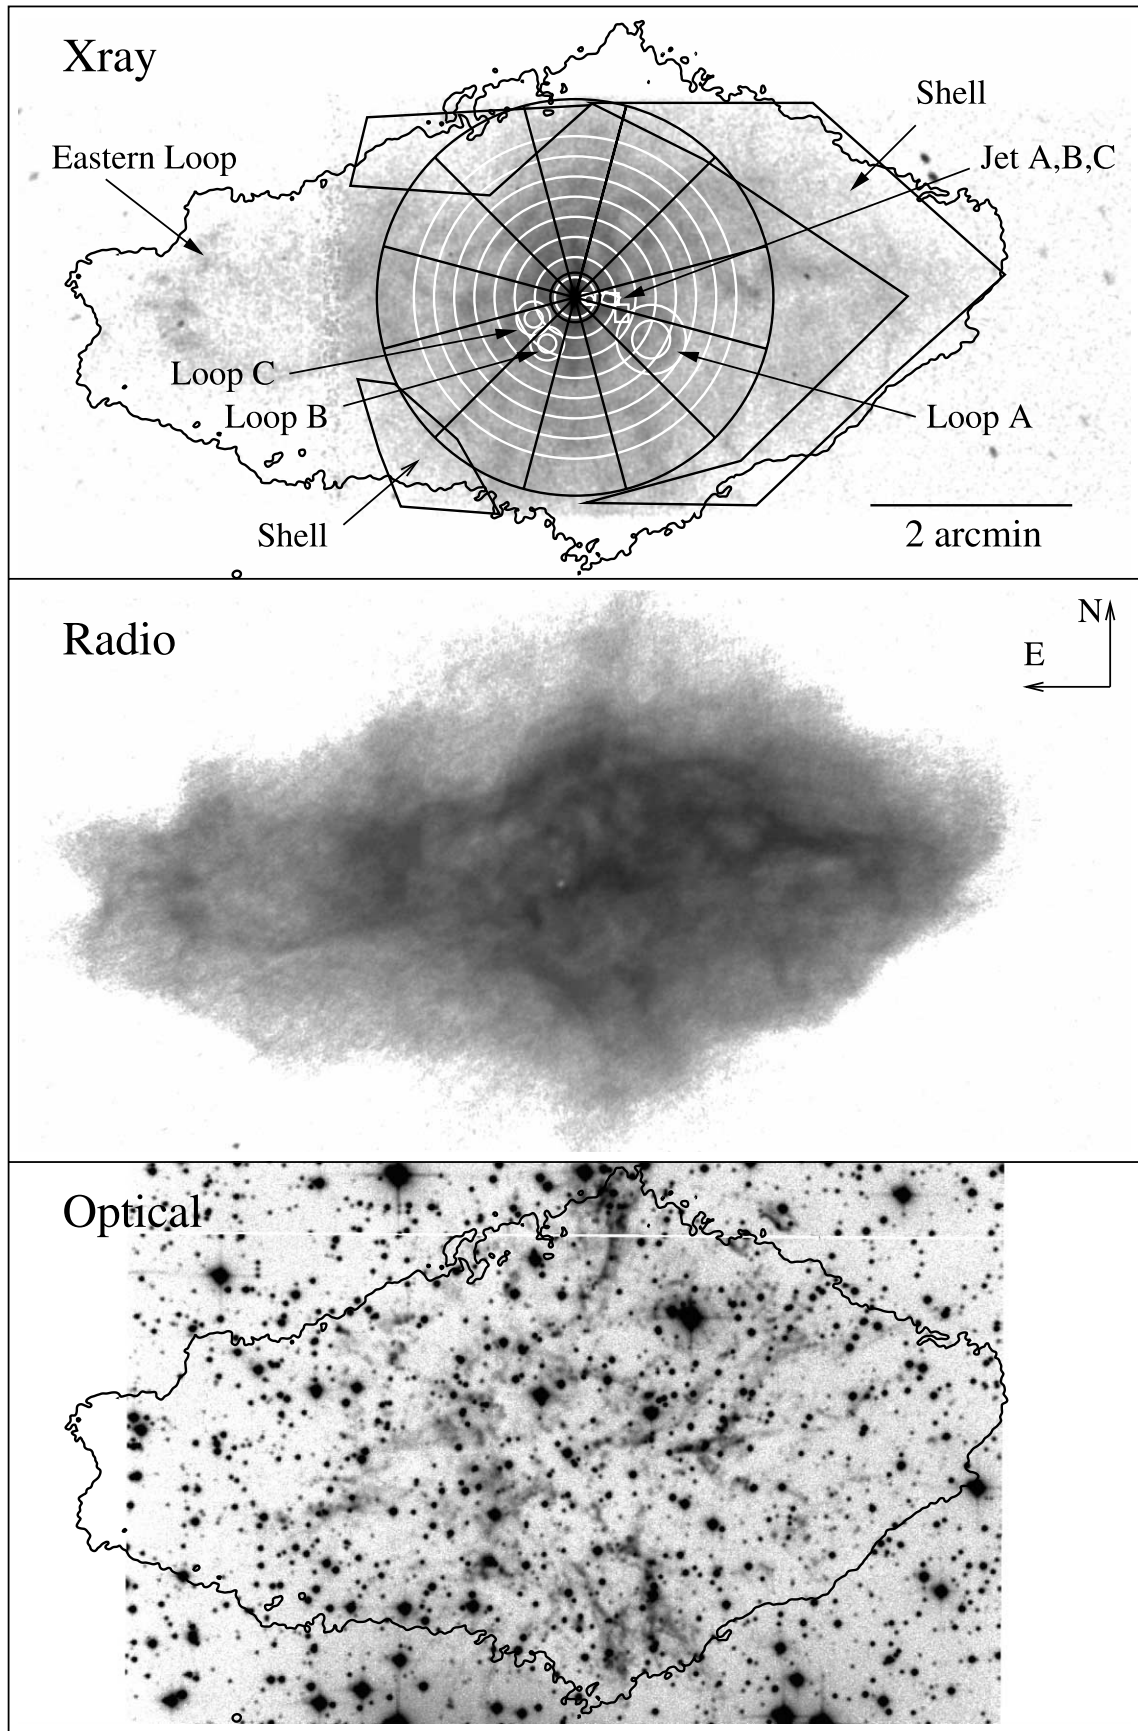 Xray
Shell
Eastern Loop
Jet A,B,C
Loop C
Loop B
Loop A
Shell
2 arcmin
Radio
N
E
Optical